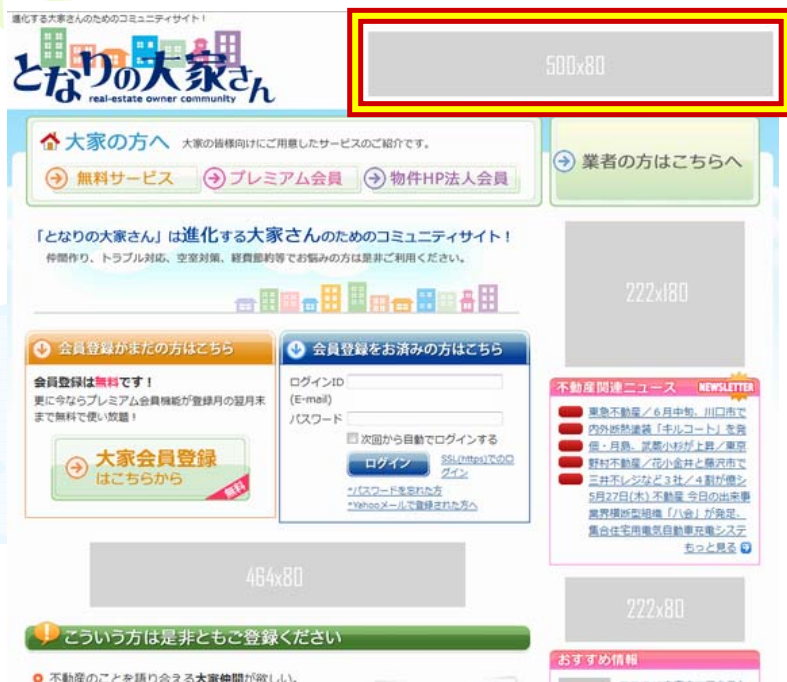 進化する大家さんのためのコミュニティサイト！
となりの大家さん
real-estate owner community
500x80
大家の方へ 大家の皆様向けにご用意したサービスのご紹介です。
無料サービス プレミアム会員 物件HP法人会員
業者の方はこちらへ
「となりの大家さん」は進化する大家さんのためのコミュニティサイト！
仲間作り、トラブル対応、空室対策、経費節約等でお悩みの方は是非ご利用ください。
222x180
会員登録がまだの方はこちら
会員登録は無料です！
更に今ならプレミアム会員機能が登録月の翌月末
まで無料で使い放題！
大家会員登録
はこちらから
無料
会員登録をお済みの方はこちら
ログインID
(E-mail)
パスワード
次回から自動でログインする
ログイン
SSL(https)でのロ
グイン
*パスワードを忘れた方
*Yahooメールで登録された方へ
不動産関連ニュース NEWSLETTER
東急不動産／6月中旬、川口市で
内外断熱塗装「キルコート」を発
佃・月島、武蔵小杉が上昇／東京
野村不動産／花小金井と藤沢市で
三井不レジなど3社／4割が億シ
5月27日(木) 不動産 今日の出来事
業界横断型組織「八会」が発足、
集合住宅用電気自動車充電システ
もっと見る
464x80
222x80
こういう方は是非ともご登録ください
不動産のことを語り合える大家仲間が欲しい。
おすすめ情報